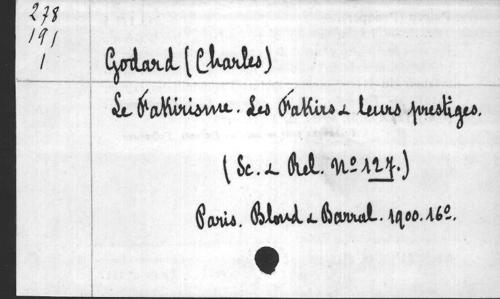 278
191
1
Godard (Charles)
Le Fakirisme. Les Fakirs & leurs prestiges.
(Sc. & Rel. Nº 127.)
Paris. Bloud & Barral. 1900. 16º.